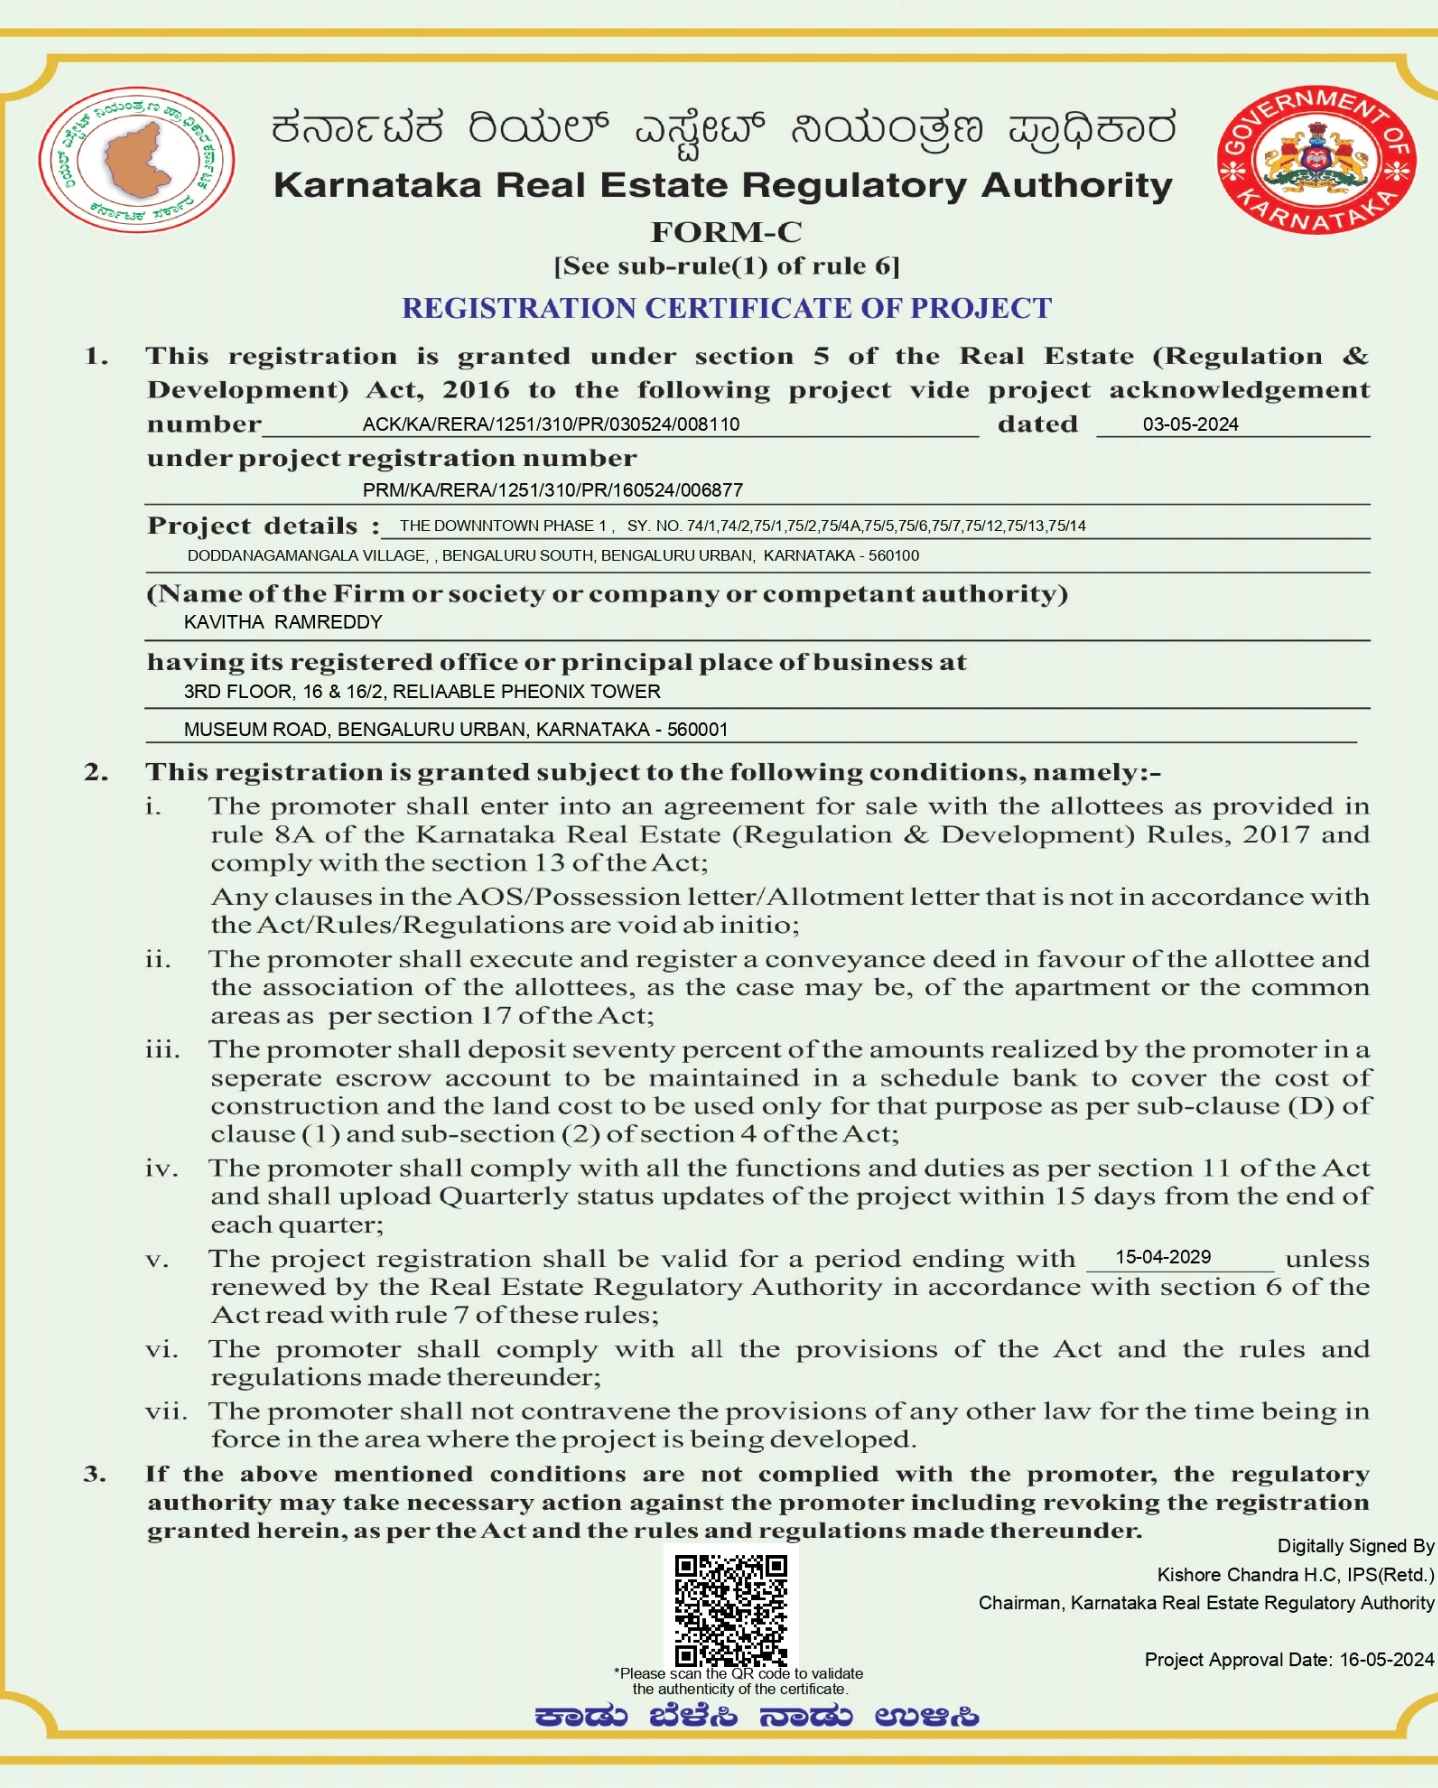 ರಿಯಲ್ ಎಸ್ಟೇಟ್ ನಿಯಂತ್ರಣ ಪ್ರಾಧಿಕಾರ ಕರ್ನಾಟಕ
ಕರ್ನಾಟಕ ಸರ್ಕಾರ
ಕರ್ನಾಟಕ ರಿಯಲ್ ಎಸ್ಟೇಟ್ ನಿಯಂತ್ರಣ ಪ್ರಾಧಿಕಾರ
GOVERNMENT OF
KARNATAKA
Karnataka Real Estate Regulatory Authority
FORM-C
[See sub-rule(1) of rule 6]
REGISTRATION CERTIFICATE OF PROJECT
1. This registration is granted under section 5 of the Real Estate (Regulation &
Development) Act, 2016 to the following project vide project acknowledgement
number ACK/KA/RERA/1251/310/PR/030524/008110 dated 03-05-2024
under project registration number
PRM/KA/RERA/1251/310/PR/160524/006877
Project details : THE DOWNNTOWN PHASE 1 , SY. NO. 74/1,74/2,75/1,75/2,75/4A,75/5,75/6,75/7,75/12,75/13,75/14
DODDANAGAMANGALA VILLAGE, , BENGALURU SOUTH, BENGALURU URBAN, KARNATAKA - 560100
(Name of the Firm or society or company or competant authority)
KAVITHA RAMREDDY
having its registered office or principal place of business at
3RD FLOOR, 16 & 16/2, RELIAABLE PHEONIX TOWER
MUSEUM ROAD, BENGALURU URBAN, KARNATAKA - 560001
2. This registration is granted subject to the following conditions, namely:-
i. The promoter shall enter into an agreement for sale with the allottees as provided in
rule 8A of the Karnataka Real Estate (Regulation & Development) Rules, 2017 and
comply with the section 13 of the Act;
Any clauses in the AOS/Possession letter/Allotment letter that is not in accordance with
the Act/Rules/Regulations are void ab initio;
ii. The promoter shall execute and register a conveyance deed in favour of the allottee and
the association of the allottees, as the case may be, of the apartment or the common
areas as per section 17 of the Act;
iii. The promoter shall deposit seventy percent of the amounts realized by the promoter in a
seperate escrow account to be maintained in a schedule bank to cover the cost of
construction and the land cost to be used only for that purpose as per sub-clause (D) of
clause (1) and sub-section (2) of section 4 of the Act;
iv. The promoter shall comply with all the functions and duties as per section 11 of the Act
and shall upload Quarterly status updates of the project within 15 days from the end of
each quarter;
v. The project registration shall be valid for a period ending with 15-04-2029 unless
renewed by the Real Estate Regulatory Authority in accordance with section 6 of the
Act read with rule 7 of these rules;
vi. The promoter shall comply with all the provisions of the Act and the rules and
regulations made thereunder;
vii. The promoter shall not contravene the provisions of any other law for the time being in
force in the area where the project is being developed.
3. If the above mentioned conditions are not complied with the promoter, the regulatory
authority may take necessary action against the promoter including revoking the registration
granted herein, as per the Act and the rules and regulations made thereunder.
Digitally Signed By
Kishore Chandra H.C, IPS(Retd.)
Chairman, Karnataka Real Estate Regulatory Authority
Project Approval Date: 16-05-2024
*Please scan the QR code to validate
the authenticity of the certificate.
ಕಾಡು ಬೆಳೆಸಿ ನಾಡು ಉಳಿಸಿ